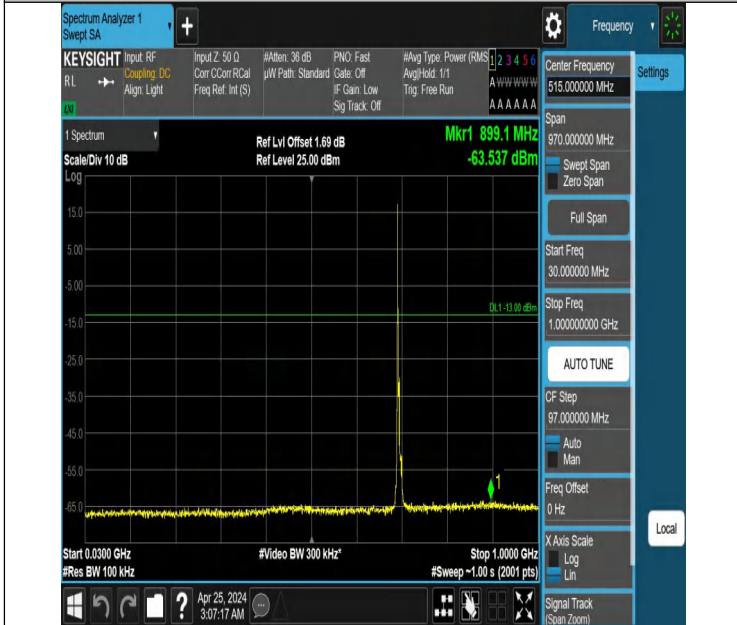 Spectrum Analyzer 1
Swept SA
+
Frequency
KEYSIGHT
RL
Input: RF
Coupling: DC
Align: Light
Input Z: 50 Ω
Corr CCorr RCal
Freq Ref: Int (S)
#Atten: 36 dB
µW Path: Standard
PNO: Fast
Gate: Off
IF Gain: Low
Sig Track: Off
#Avg Type: Power (RMS
Avg|Hold: 1/1
Trig: Free Run
1 2 3 4 5 6
A W W W W W
A A A A A A
1 Spectrum
Scale/Div 10 dB
Log
Ref Lvl Offset 1.69 dB
Ref Level 25.00 dBm
Mkr1 899.1 MHz
-63.537 dBm
15.0
5.00
-5.00
-15.0
-25.0
-35.0
-45.0
-55.0
-65.0
DL1 -13.00 dBm
1
Start 0.0300 GHz
#Res BW 100 kHz
#Video BW 300 kHz*
Stop 1.0000 GHz
#Sweep ~1.00 s (2001 pts)
Apr 25, 2024
3:07:17 AM
?
Center Frequency
515.000000 MHz
Settings
Span
970.000000 MHz
Swept Span
Zero Span
Full Span
Start Freq
30.000000 MHz
Stop Freq
1.000000000 GHz
AUTO TUNE
CF Step
97.000000 MHz
Auto
Man
Freq Offset
0 Hz
X Axis Scale
Log
Lin
Local
Signal Track
(Span Zoom)